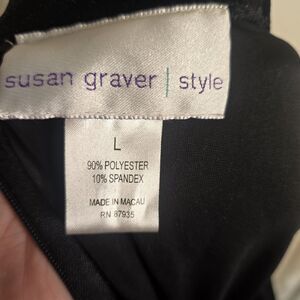 susan graver | style
L
90% POLYESTER
10% SPANDEX
MADE IN MACAU
RN 87935